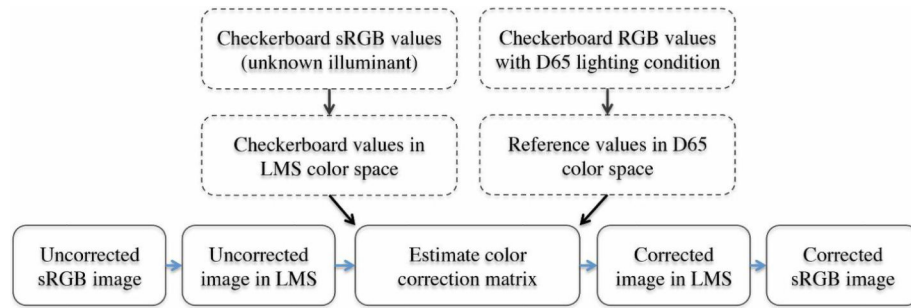 Checkerboard sRGB values
(unknown illuminant)
Checkerboard RGB values
with D65 lighting condition
Checkerboard values in
LMS color space
Reference values in D65
color space
Uncorrected
sRGB image
Uncorrected
image in LMS
Estimate color
correction matrix
Corrected
image in LMS
Corrected
sRGB image